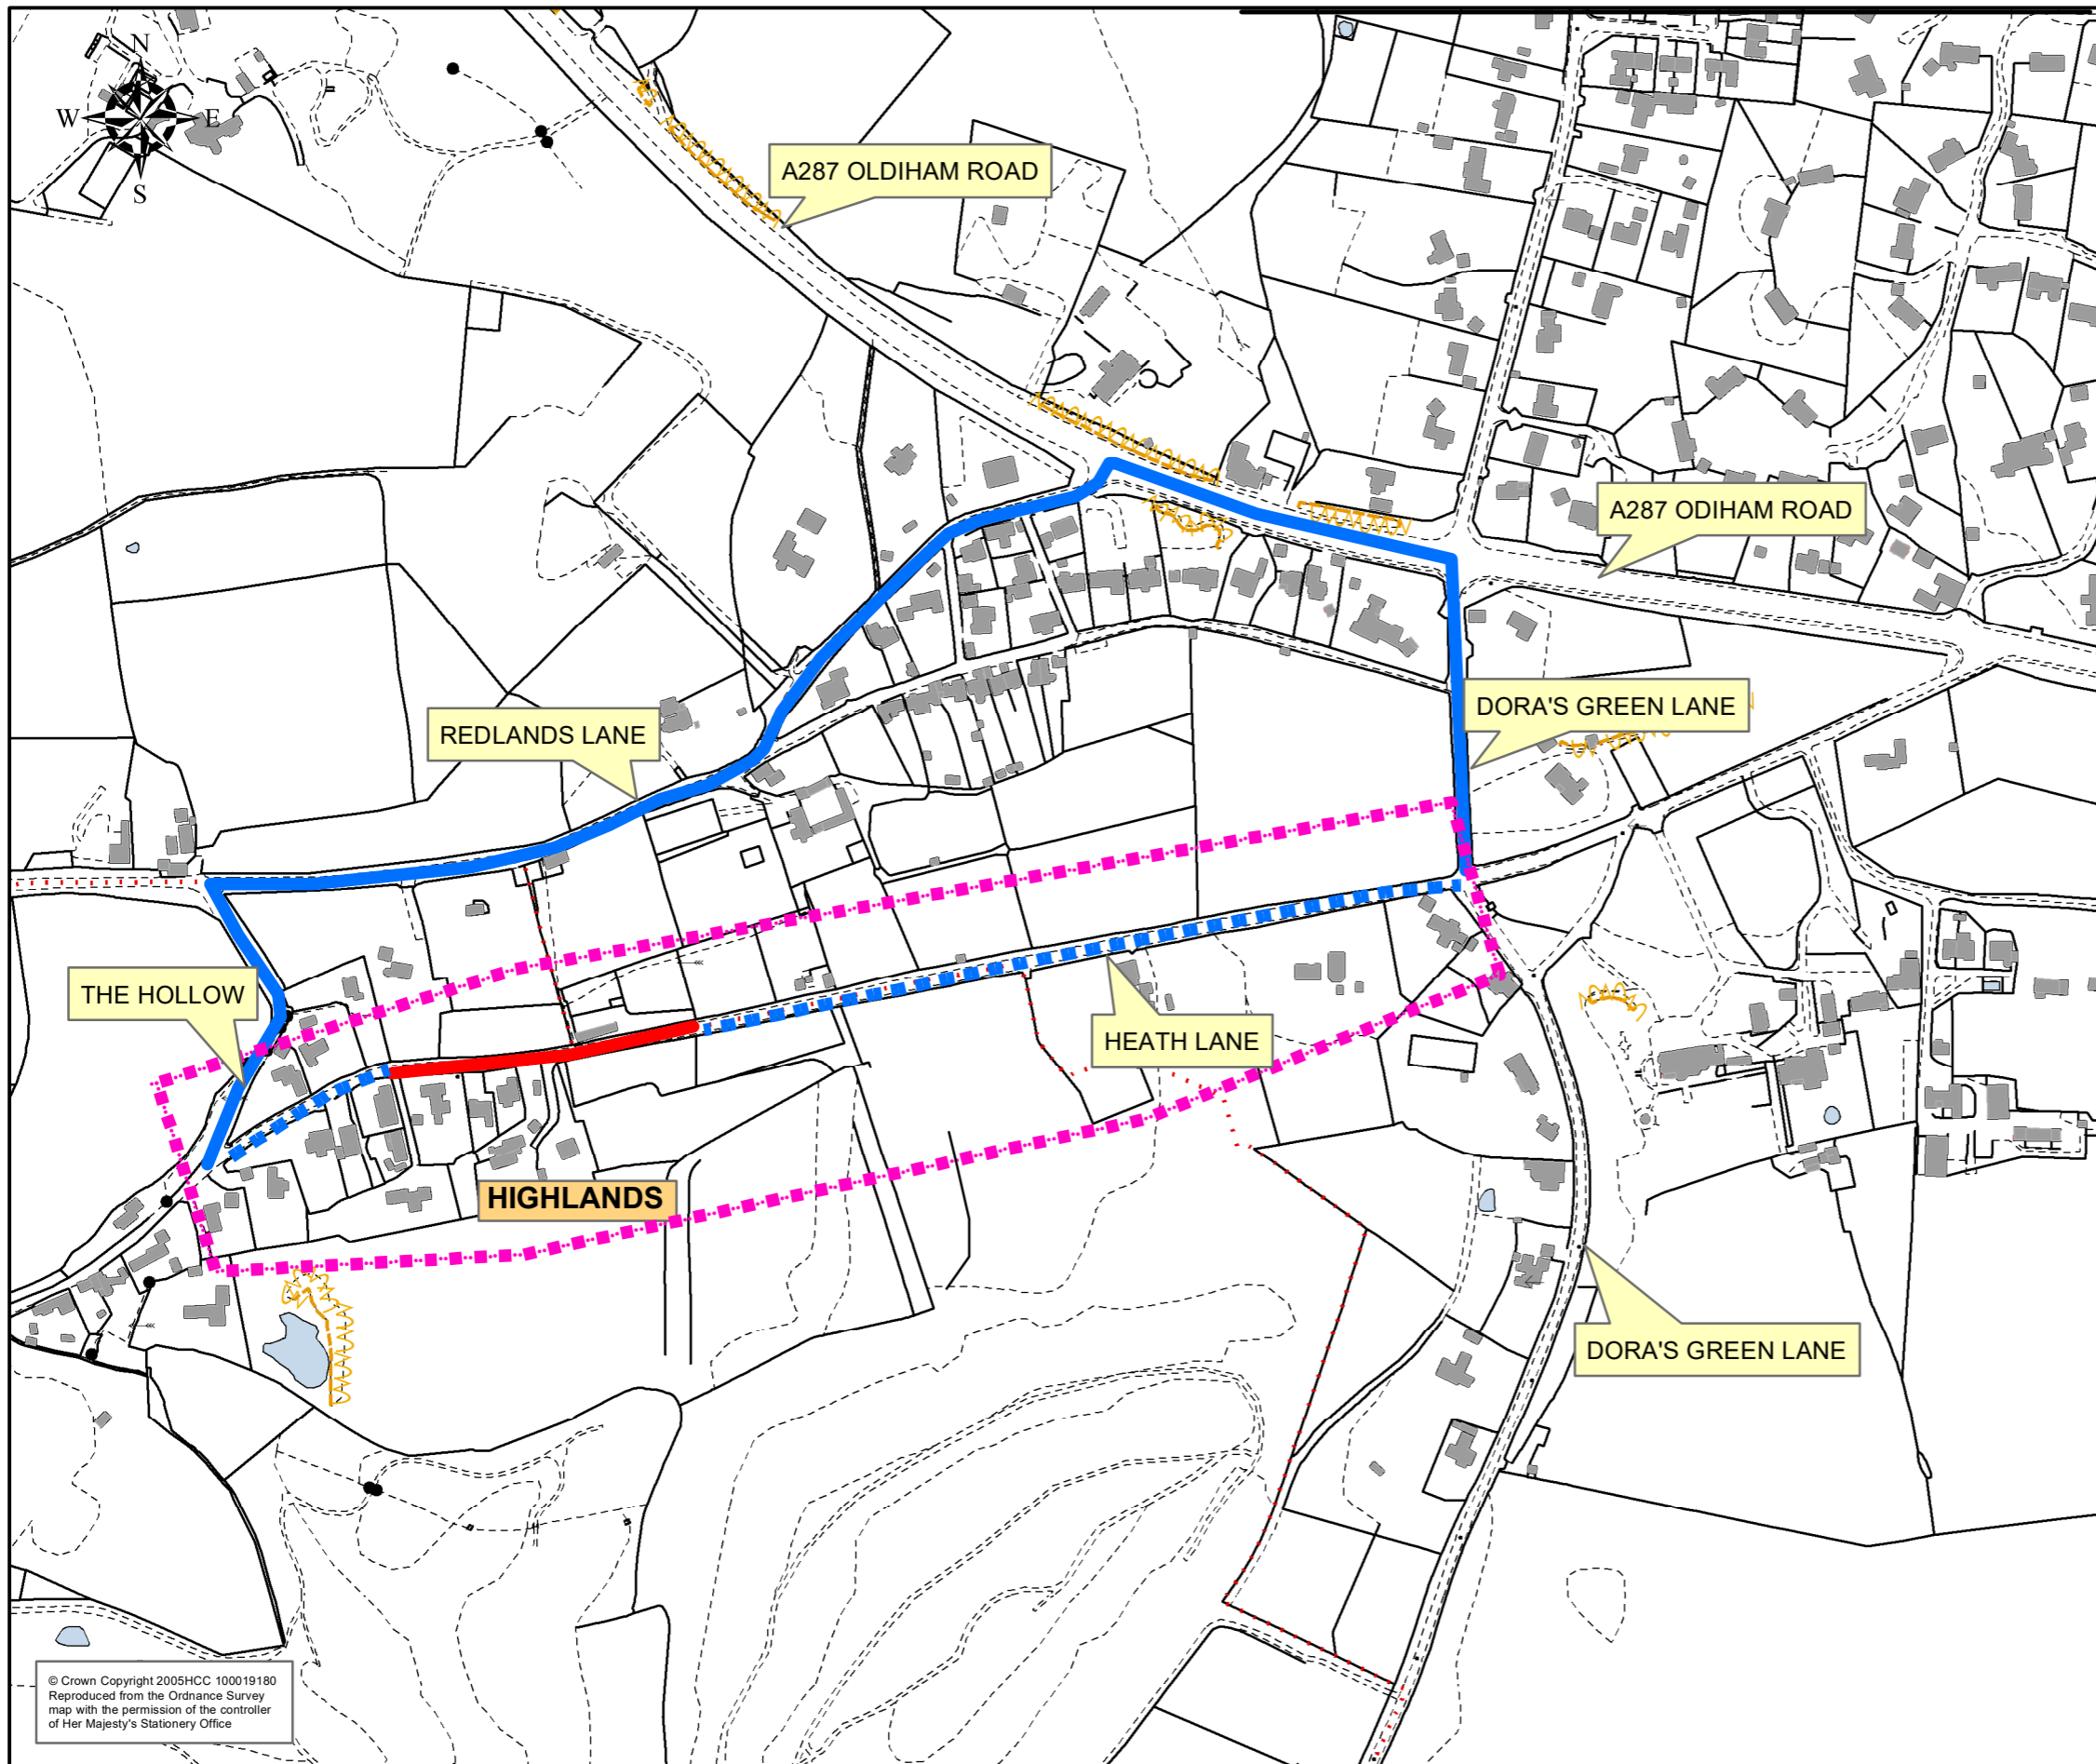 N
W E
S
A287 OLDIHAM ROAD
A287 ODIHAM ROAD
DORA'S GREEN LANE
REDLANDS LANE
THE HOLLOW
HEATH LANE
HIGHLANDS
DORA'S GREEN LANE
© Crown Copyright 2005HCC 100019180
Reproduced from the Ordnance Survey
map with the permission of the controller
of Her Majesty's Stationery Office